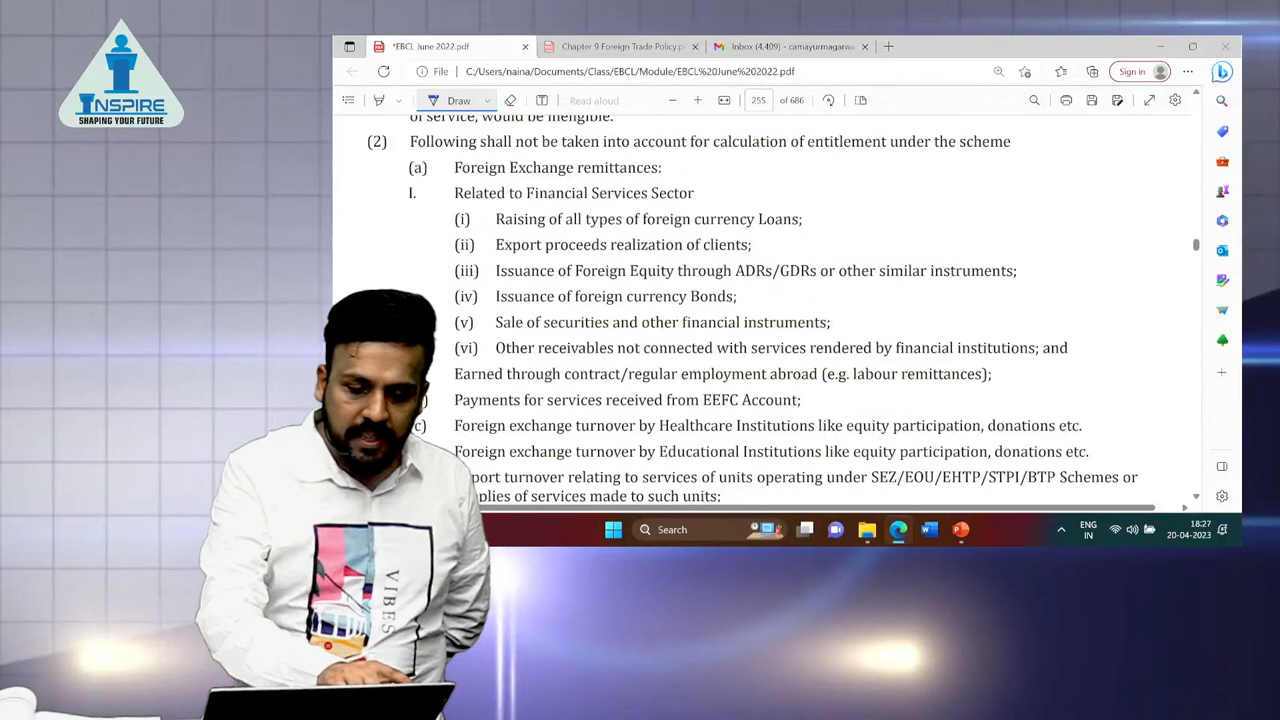 INSPIRE
SHAPING YOUR FUTURE
*EBCL June 2022.pdf
Chapter 9 Foreign Trade Policy.p
Inbox (4,409) - camayurmagarwa
File
C:/Users/naina/Documents/Class/EBCL/Module/EBCL%20June%202022.pdf
Sign in
Draw
Read aloud
255 of 686
of service, would be ineligible.
(2) Following shall not be taken into account for calculation of entitlement under the scheme
(a) Foreign Exchange remittances:
I. Related to Financial Services Sector
(i) Raising of all types of foreign currency Loans;
(ii) Export proceeds realization of clients;
(iii) Issuance of Foreign Equity through ADRs/GDRs or other similar instruments;
(iv) Issuance of foreign currency Bonds;
(v) Sale of securities and other financial instruments;
(vi) Other receivables not connected with services rendered by financial institutions; and
Earned through contract/regular employment abroad (e.g. labour remittances);
Payments for services received from EEFC Account;
c) Foreign exchange turnover by Healthcare Institutions like equity participation, donations etc.
Foreign exchange turnover by Educational Institutions like equity participation, donations etc.
port turnover relating to services of units operating under SEZ/EOU/EHTP/STPI/BTP Schemes or
plies of services made to such units;
Search
ENG
IN
18:27
20-04-2023
VIBES